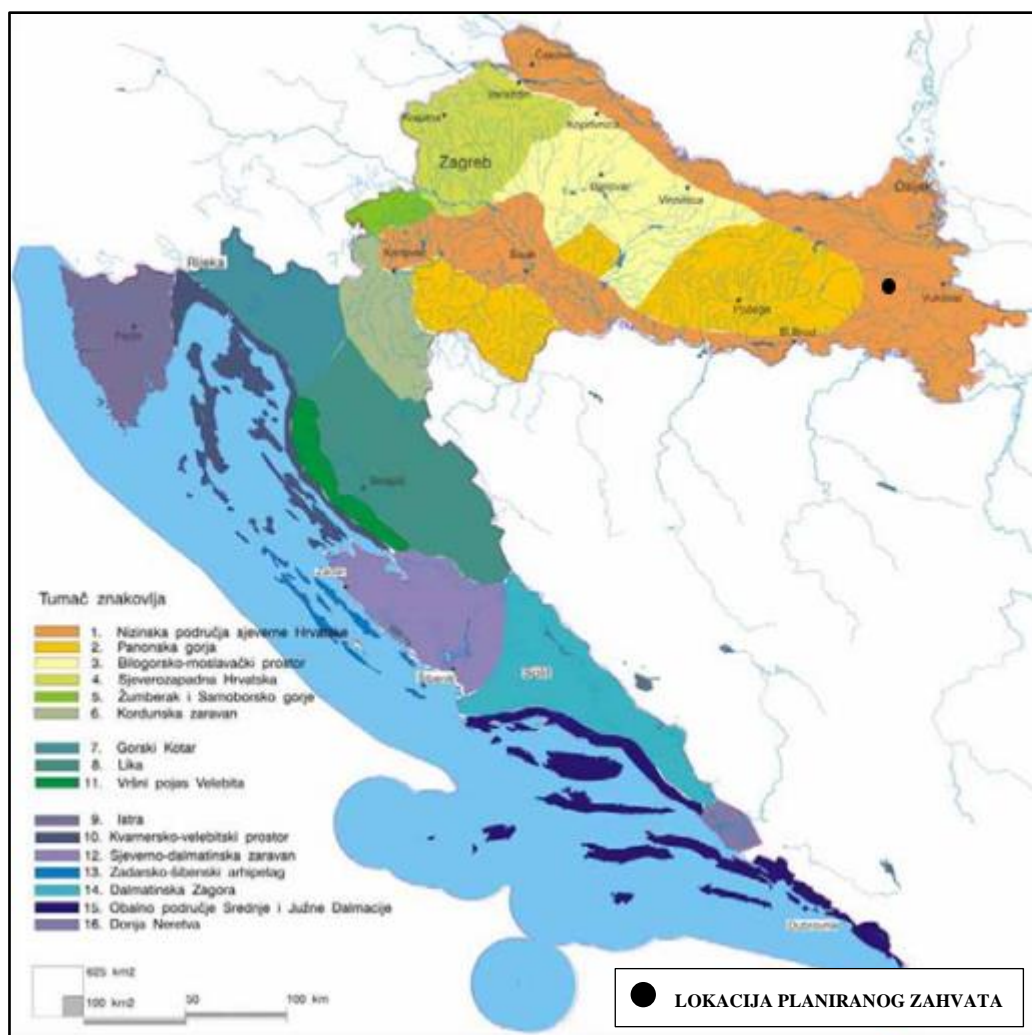 Čakovec
Varaždin
Krapina
Koprivnica
Zagreb
Bjelovar
Virovitica
Osijek
Karlovac
Sisak
Vukovar
Požega
Sl.Brod
Rijeka
Pazin
Gospić
Zadar
Šibenik
Split
Dubrovnik
Tumač znakovlja
1. Nizinska područja sjeverne Hrvatske
2. Panonska gorja
3. Bilogorsko-moslavački prostor
4. Sjeverozapadna Hrvatska
5. Žumberak i Samoborsko gorje
6. Kordunska zaravan
7. Gorski Kotar
8. Lika
11. Vršni pojas Velebita
9. Istra
10. Kvarnersko-velebitski prostor
12. Sjeverno-dalmatinska zaravan
13. Zadarsko-šibenski arhipelag
14. Dalmatinska Zagora
15. Obalno područje Srednje i Južne Dalmacije
16. Donja Neretva
625 km2
100 km2
50
100 km
LOKACIJA PLANIRANOG ZAHVATA